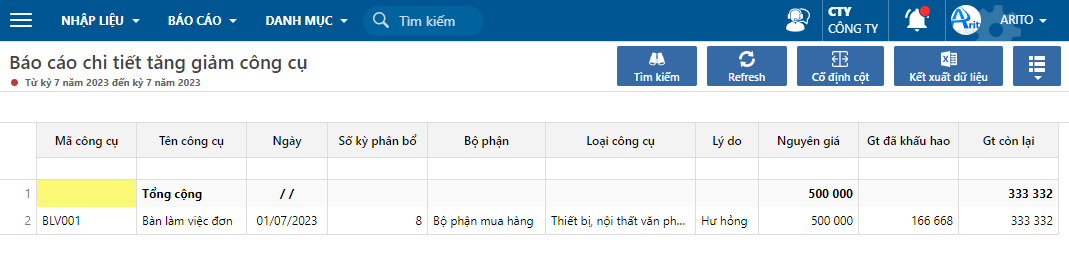 NHẬP LIỆU BÁO CÁO DANH MỤC Tìm kiếm CTY CÔNG TY Arit ARITO
Báo cáo chi tiết tăng giảm công cụ
Từ kỳ 7 năm 2023 đến kỳ 7 năm 2023
Tìm kiếm Refresh Cố định cột Kết xuất dữ liệu
Mã công cụ Tên công cụ Ngày Số kỳ phân bổ Bộ phận Loại công cụ Lý do Nguyên giá Gt đã khấu hao Gt còn lại
1 Tổng cộng / / 500 000 333 332
2 BLV001 Bàn làm việc đơn 01/07/2023 8 Bộ phận mua hàng Thiết bị, nội thất văn ph... Hư hỏng 500 000 166 668 333 332